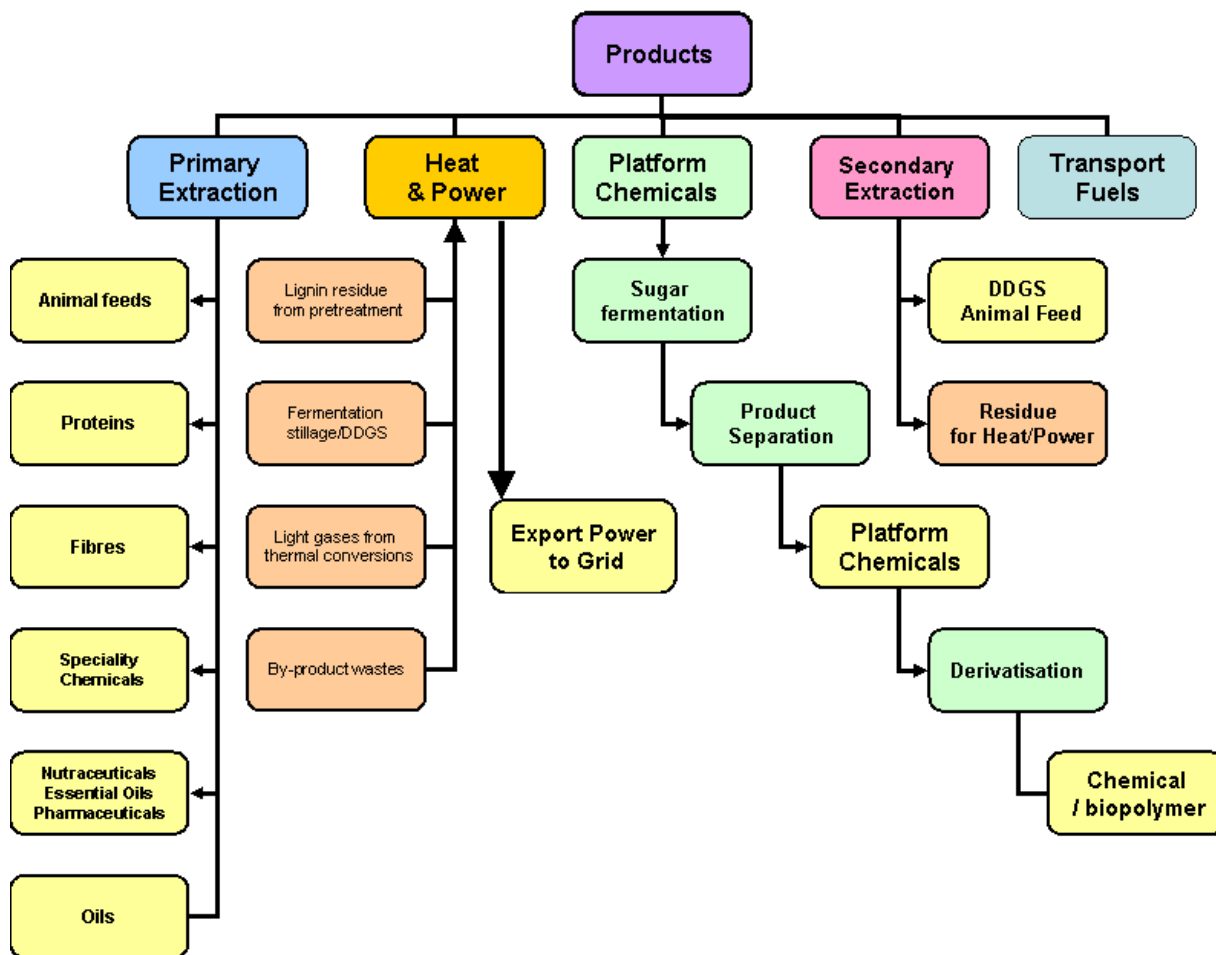 Products
Primary
Extraction
Heat
& Power
Platform
Chemicals
Secondary
Extraction
Transport
Fuels
Animal feeds
Lignin residue
from pretreatment
Sugar
fermentation
DDGS
Animal Feed
Proteins
Fermentation
stillage/DDGS
Product
Separation
Residue
for Heat/Power
Fibres
Light gases from
thermal conversions
Export Power
to Grid
Platform
Chemicals
Speciality
Chemicals
By-product wastes
Derivatisation
Nutraceuticals
Essential Oils
Pharmaceuticals
Chemical
/ biopolymer
Oils